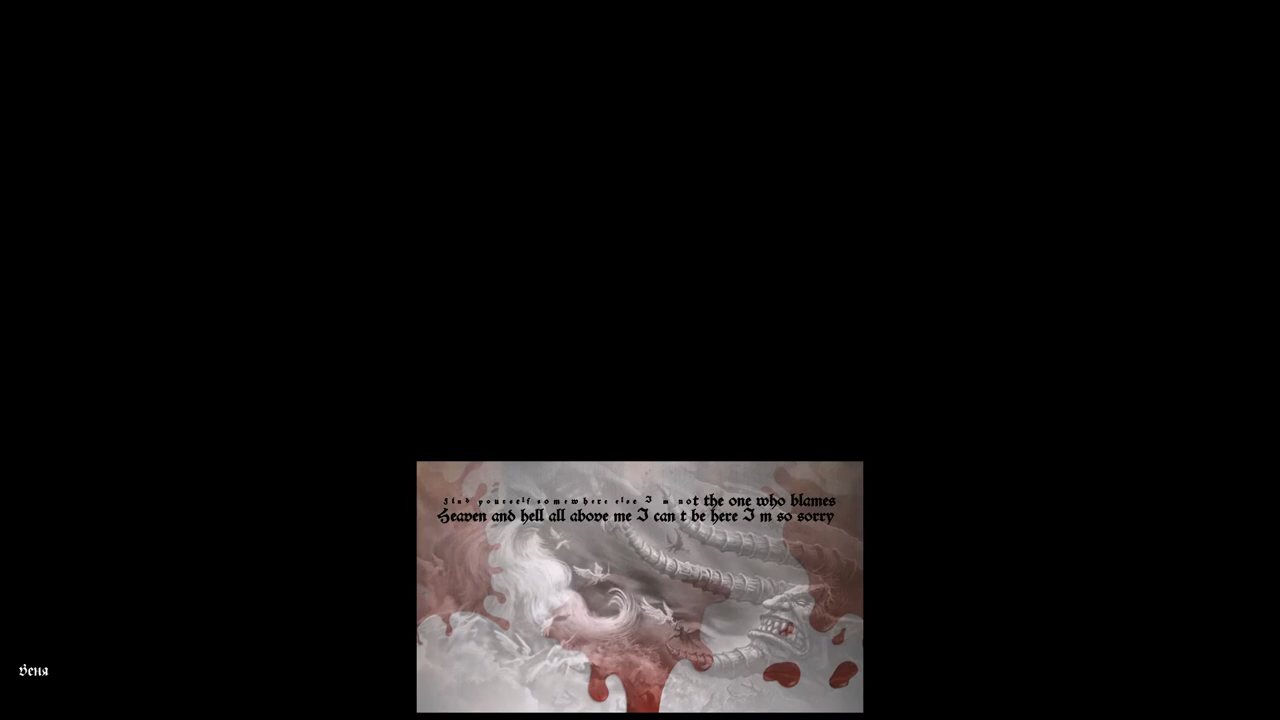 Find yourself somewhere else I m not the one who blames
Heaven and hell all above me I can t be here I m so sorry
Веня